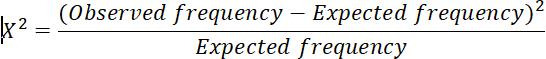 X² = (Observed frequency − Expected frequency)² / Expected frequency